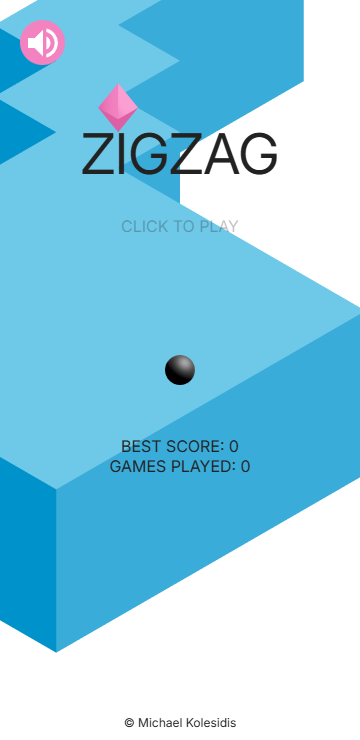 ZIGZAG
CLICK TO PLAY
BEST SCORE: 0
GAMES PLAYED: 0
© Michael Kolesidis